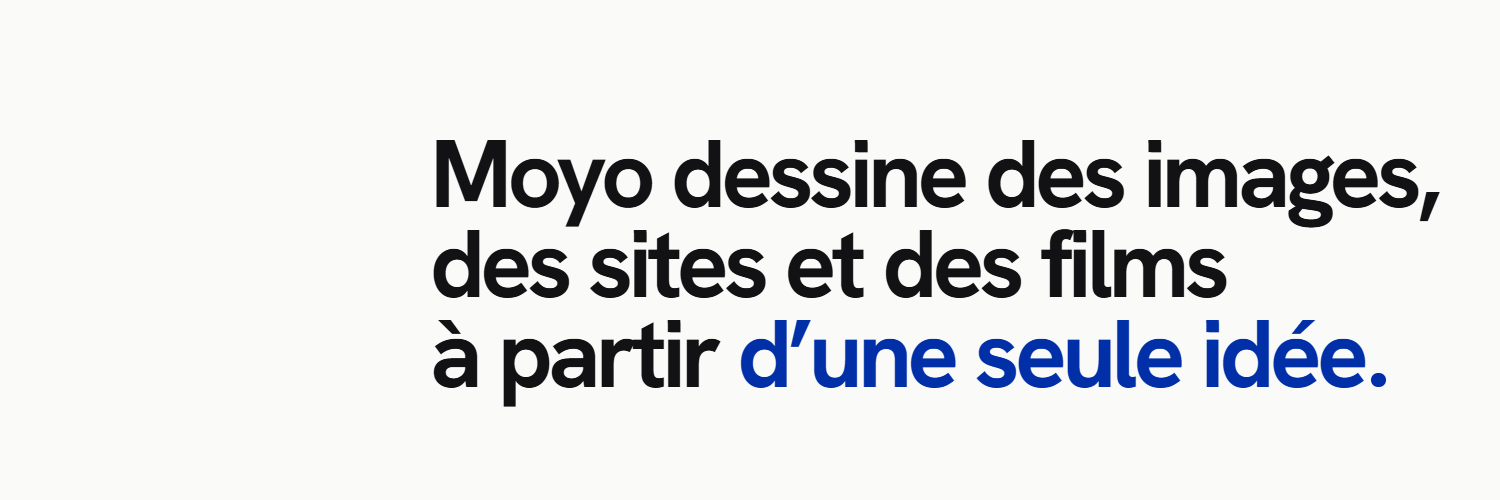 Moyo dessine des images,
des sites et des films
à partir d’une seule idée.